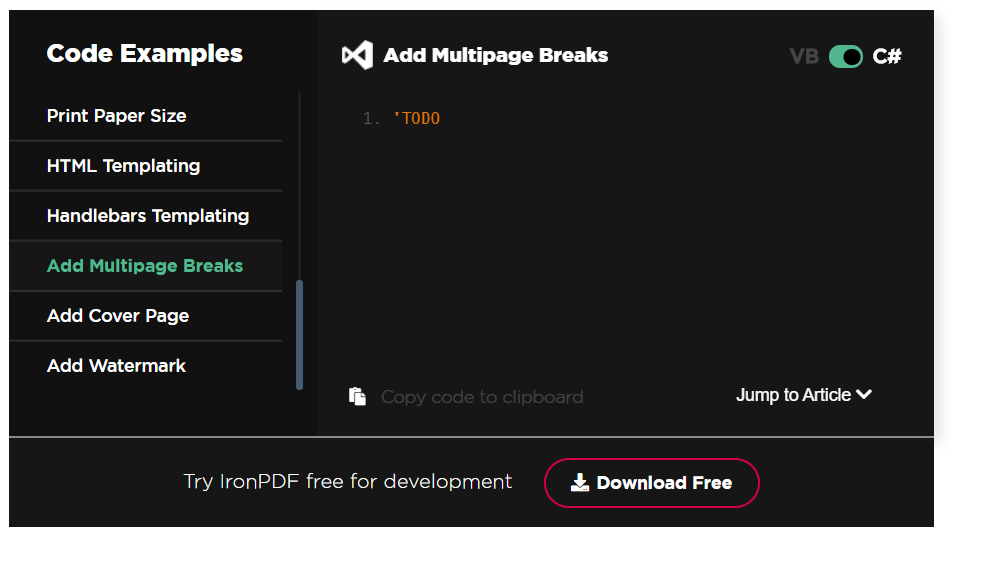 Code Examples
Print Paper Size
HTML Templating
Handlebars Templating
Add Multipage Breaks
Add Cover Page
Add Watermark
Add Multipage Breaks
VB C#
1. 'TODO
Copy code to clipboard
Jump to Article
Try IronPDF free for development
Download Free